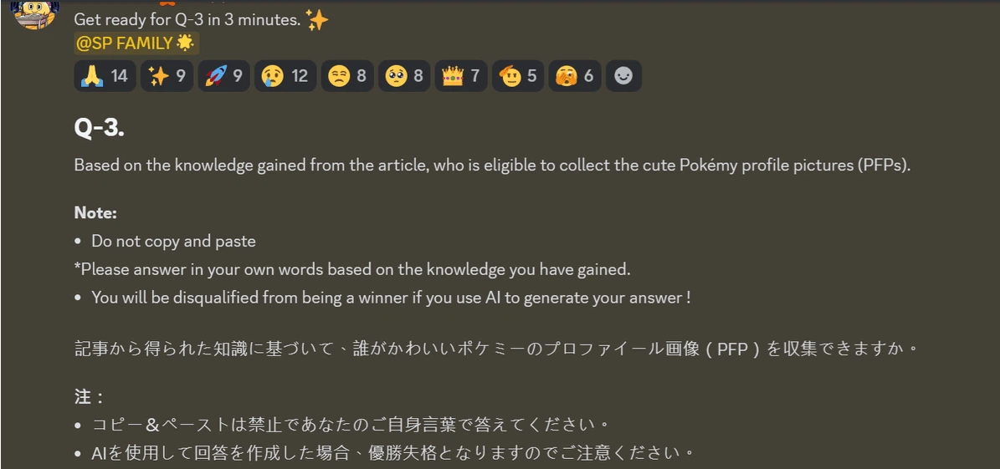 Get ready for Q-3 in 3 minutes. ✨
@SP FAMILY 🌟
🙏 14 ✨ 9 🚀 9 😢 12 😒 8 🥺 8 👑 7 🫡 5 🫣 6
Q-3.
Based on the knowledge gained from the article, who is eligible to collect the cute Pokémy profile pictures (PFPs).
Note:
• Do not copy and paste
*Please answer in your own words based on the knowledge you have gained.
• You will be disqualified from being a winner if you use AI to generate your answer !
記事から得られた知識に基づいて、誰がかわいいポケミーのプロファイール画像（PFP）を収集できますか。
注：
• コピー＆ペーストは禁止であなたのご自身言葉で答えてください。
• AIを使用して回答を作成した場合、優勝失格となりますのでご注意ください。